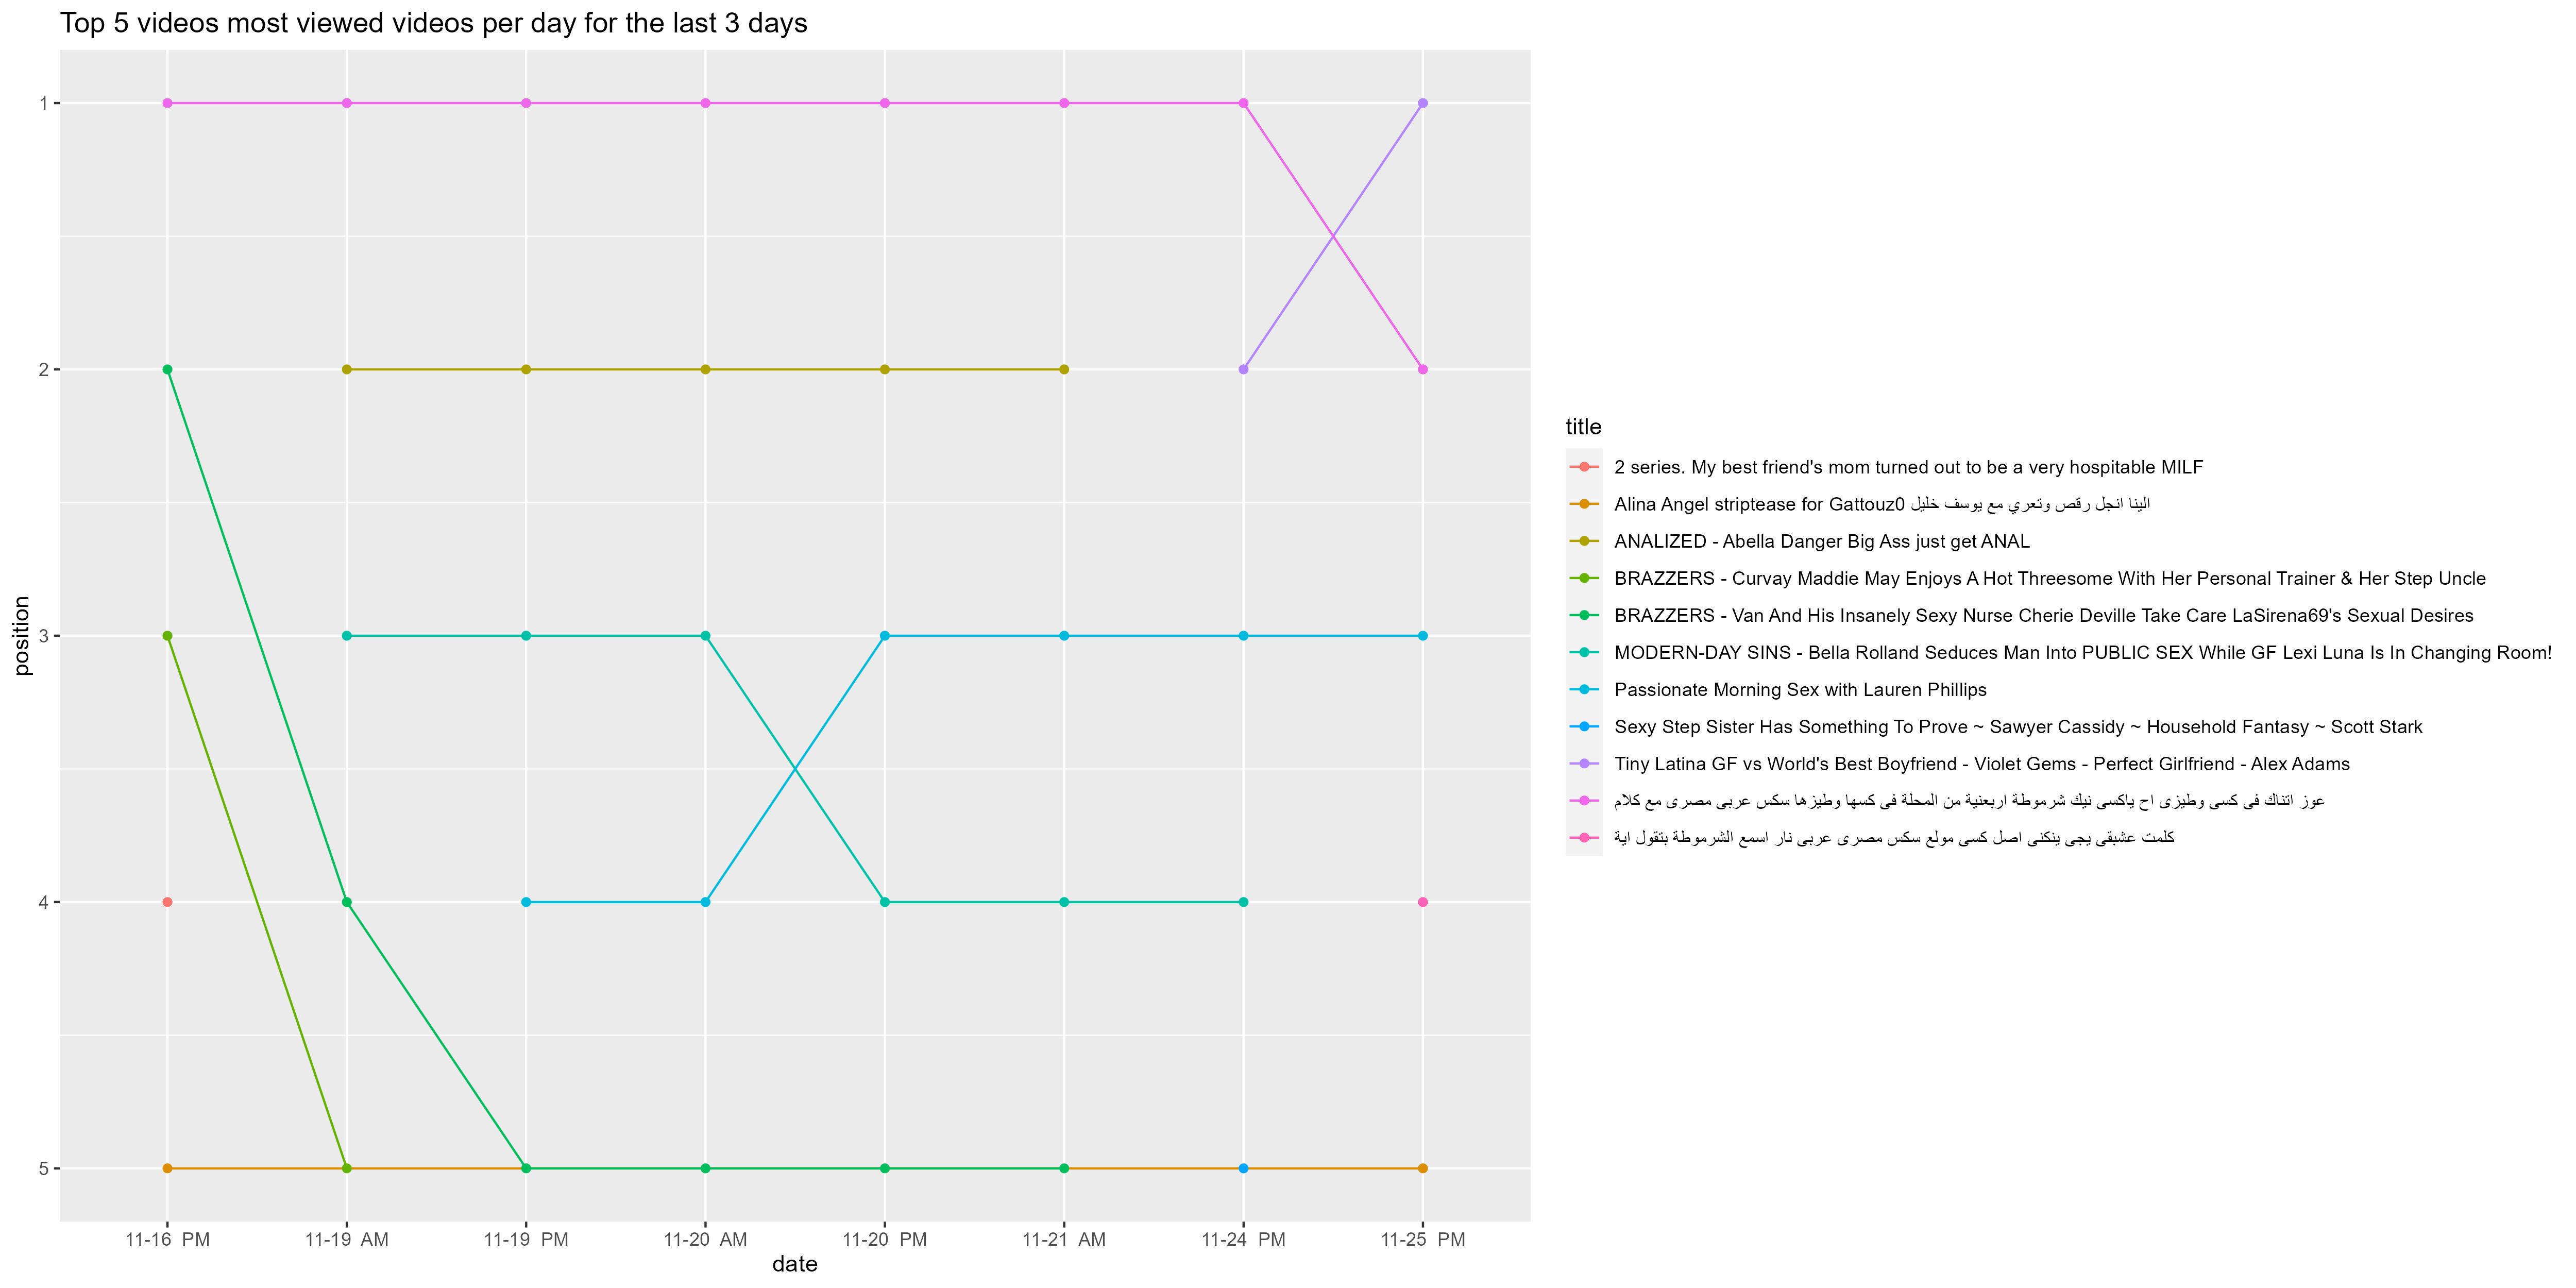 Top 5 videos most viewed videos per day for the last 3 days
position
1
2
3
4
5
11-16 PM
11-19 AM
11-19 PM
11-20 AM
11-20 PM
11-21 AM
11-24 PM
11-25 PM
date
title
2 series. My best friend's mom turned out to be a very hospitable MILF
Alina Angel striptease for Gattouz0 الينا انجل رقص وتعري مع يوسف خليل
ANALIZED - Abella Danger Big Ass just get ANAL
BRAZZERS - Curvay Maddie May Enjoys A Hot Threesome With Her Personal Trainer & Her Step Uncle
BRAZZERS - Van And His Insanely Sexy Nurse Cherie Deville Take Care LaSirena69's Sexual Desires
MODERN-DAY SINS - Bella Rolland Seduces Man Into PUBLIC SEX While GF Lexi Luna Is In Changing Room!
Passionate Morning Sex with Lauren Phillips
Sexy Step Sister Has Something To Prove ~ Sawyer Cassidy ~ Household Fantasy ~ Scott Stark
Tiny Latina GF vs World's Best Boyfriend - Violet Gems - Perfect Girlfriend - Alex Adams
عوز اتناك فى كسى وطيزى اح ياكسى نيك شرموطة اربعنية من المحلة فى كسها وطيزها سكس عربى مصرى مع كلام
كلمت عشيقى يجى ينكنى اصل كسى مولع سكس مصرى عربى نار اسمع الشرموطة بتقول اية